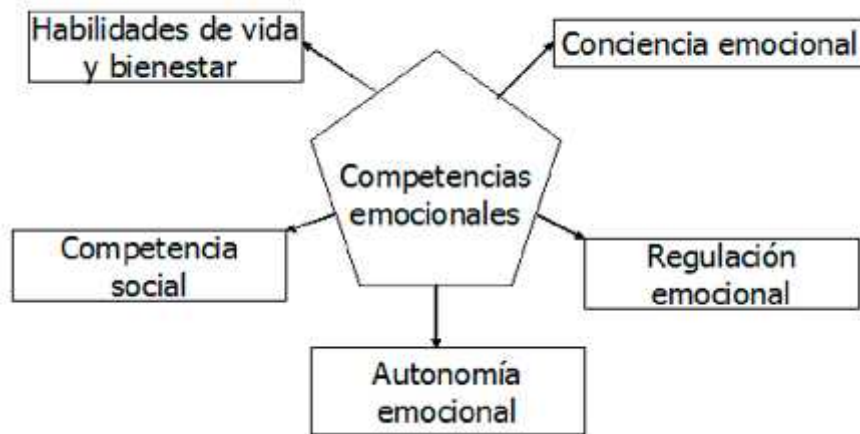 Habilidades de vida
y bienestar
Conciencia emocional
Competencias
emocionales
Competencia
social
Regulación
emocional
Autonomía
emocional